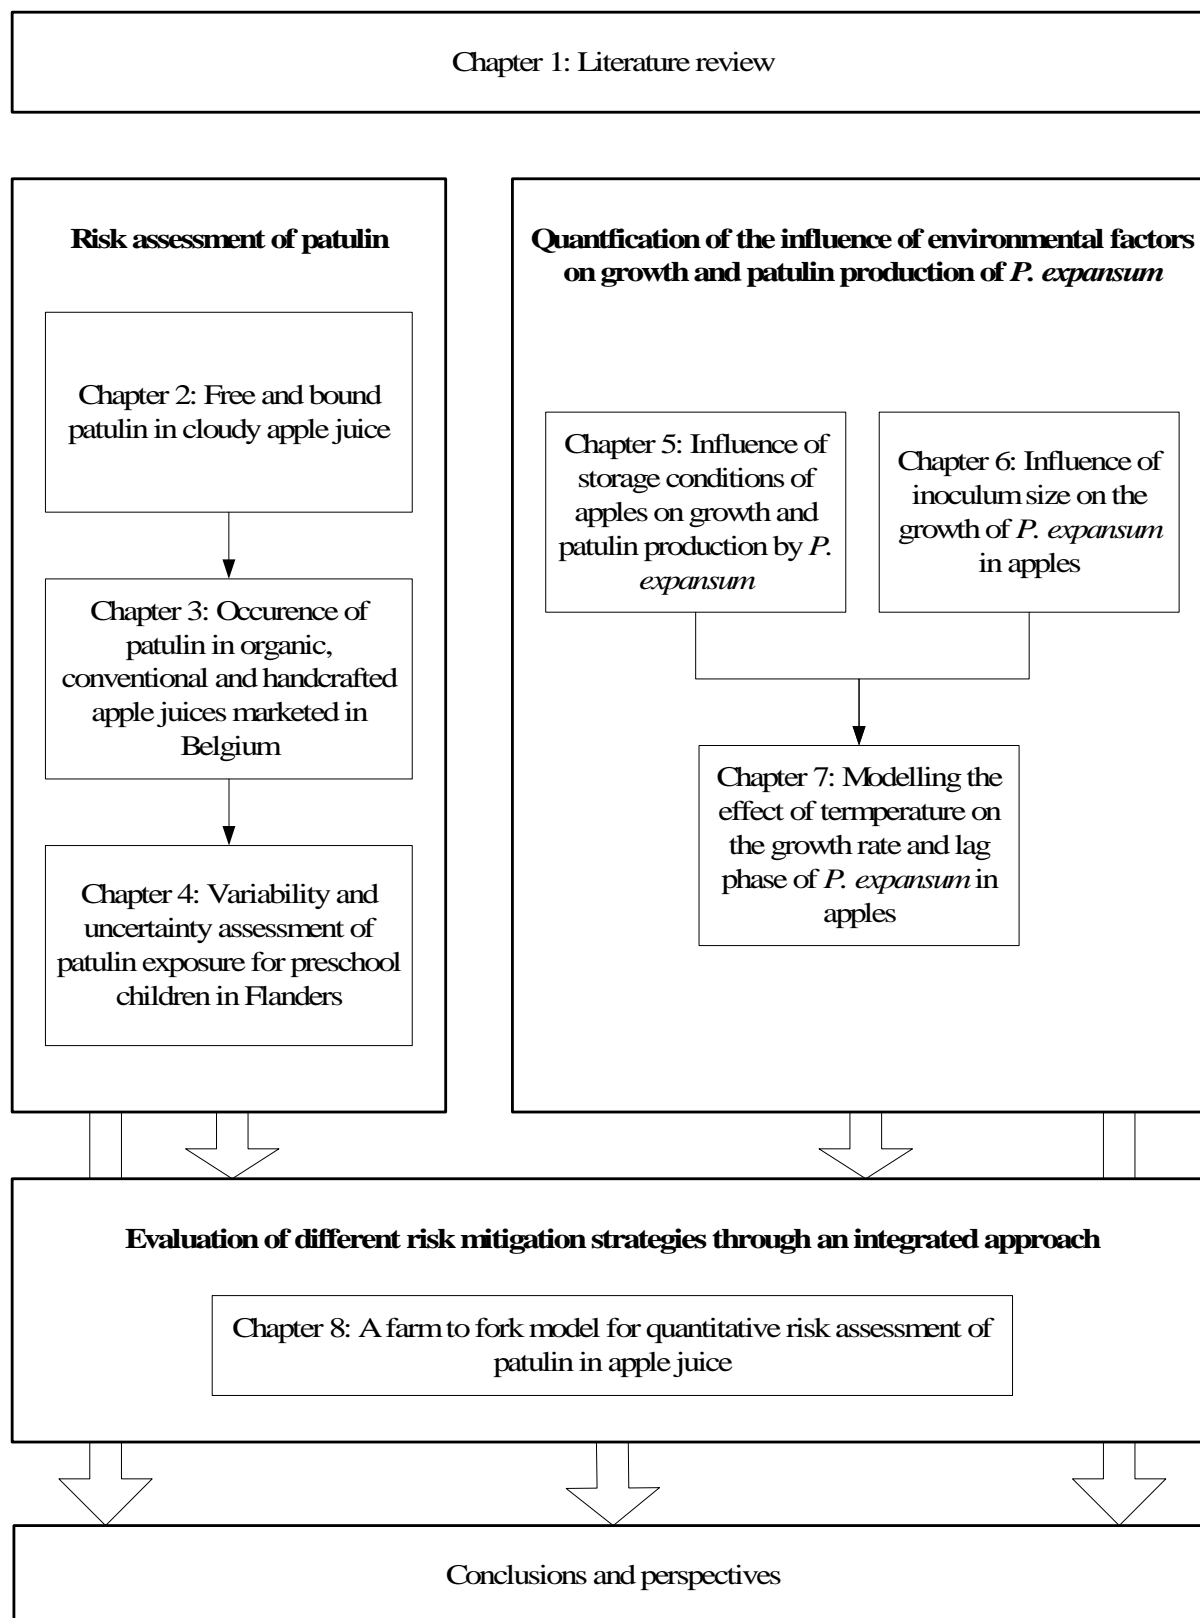 Chapter 1: Literature review
Risk assessment of patulin
Chapter 2: Free and bound
patulin in cloudy apple juice
Chapter 3: Occurence of
patulin in organic,
conventional and handcrafted
apple juices marketed in
Belgium
Chapter 4: Variability and
uncertainty assessment of
patulin exposure for preschool
children in Flanders
Quantfication of the influence of environmental factors
on growth and patulin production of P. expansum
Chapter 5: Influence of
storage conditions of
apples on growth and
patulin production by P.
expansum
Chapter 6: Influence of
inoculum size on the
growth of P. expansum
in apples
Chapter 7: Modelling the
effect of termperature on
the growth rate and lag
phase of P. expansum in
apples
Evaluation of different risk mitigation strategies through an integrated approach
Chapter 8: A farm to fork model for quantitative risk assessment of
patulin in apple juice
Conclusions and perspectives